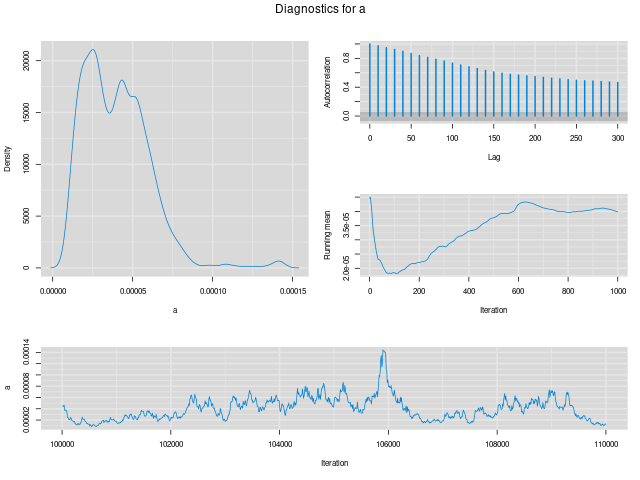 Diagnostics for a
Density
20000
15000
10000
5000
0
0.00000 0.00005 0.00010 0.00015
a
Autocorrelation
0.8
0.4
0.0
0 50 100 150 200 250 300
Lag
Running mean
3.5e-05
2.0e-05
0 200 400 600 800 1000
Iteration
a
0.00014
0.00008
0.00002
100000 102000 104000 106000 108000 110000
Iteration